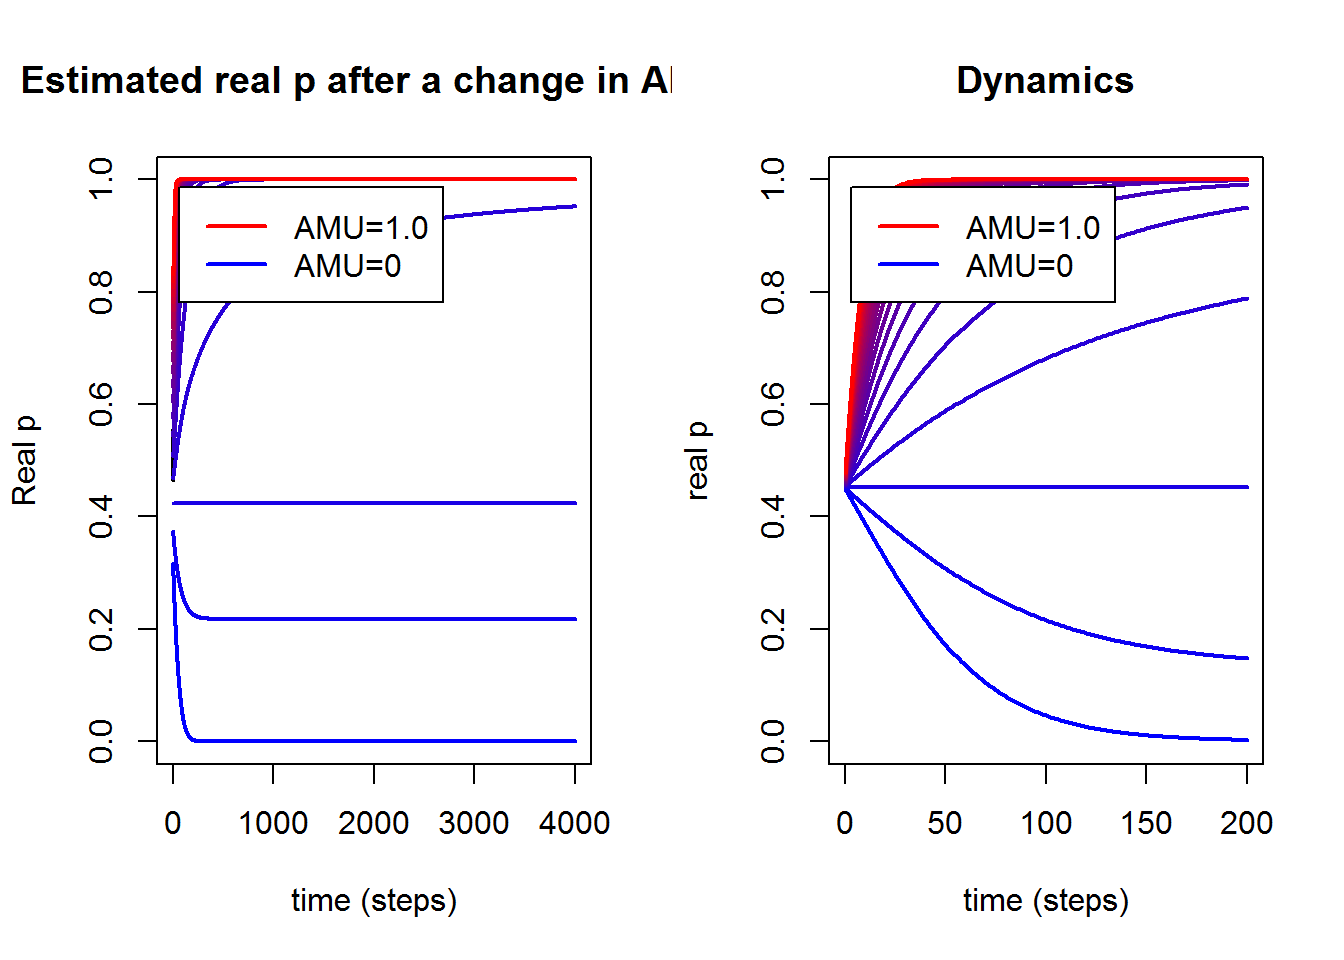 Estimated real p after a change in Al
1.0
0.8
0.6
0.4
0.2
0.0
Real p
AMU=1.0
AMU=0
0 1000 2000 3000 4000
time (steps)
Dynamics
1.0
0.8
0.6
0.4
0.2
0.0
real p
AMU=1.0
AMU=0
0 50 100 150 200
time (steps)